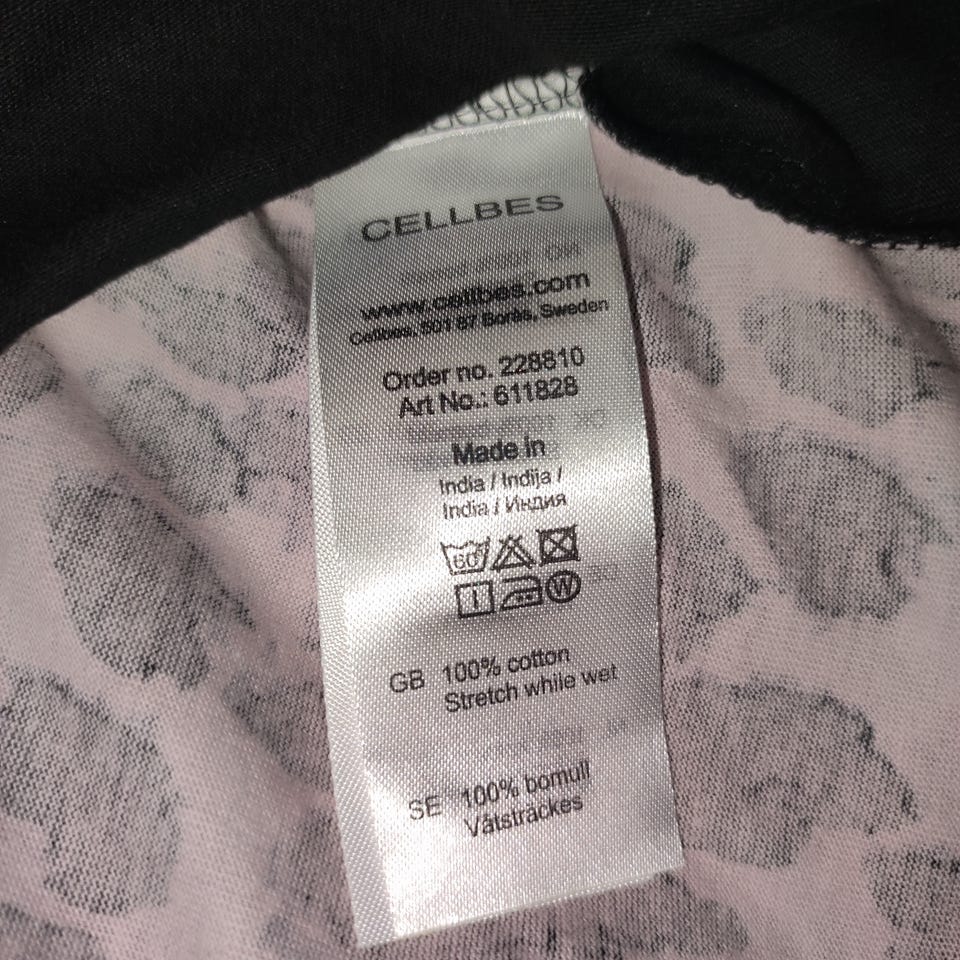 CELLBES
www.cellbes.com
Cellbes, 501 87 Borås, Sweden
Order no. 228810
Art No.: 611828
Made in
India / Indija /
India / Индия
60
I W
GB 100% cotton
Stretch while wet
SE 100% bomull
Våtsträckes